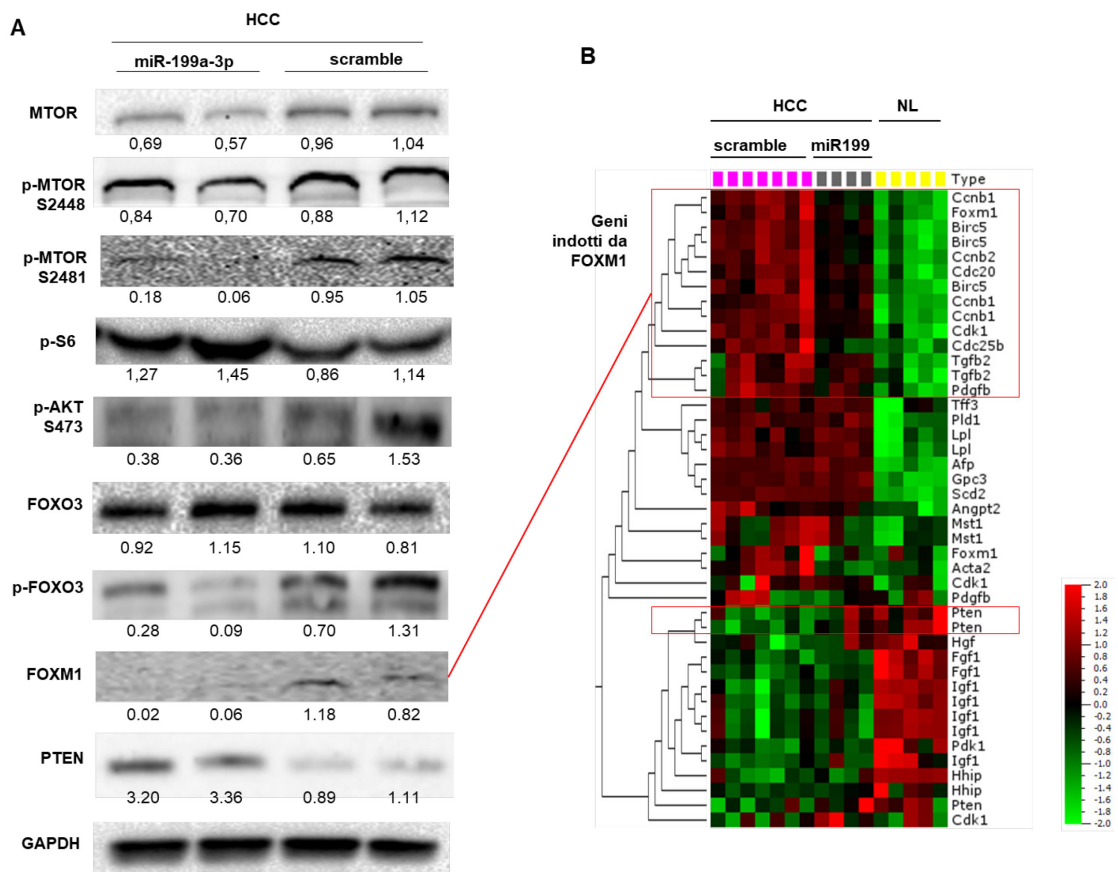 A
HCC
miR-199a-3p scramble
MTOR
0,69 0,57 0,96 1,04
p-MTOR
S2448
0,84 0,70 0,88 1,12
p-MTOR
S2481
0.18 0.06 0.95 1.05
p-S6
1,27 1,45 0,86 1,14
p-AKT
S473
0.38 0.36 0.65 1.53
FOXO3
0.92 1.15 1.10 0.81
p-FOXO3
0.28 0.09 0.70 1.31
FOXM1
0.02 0.06 1.18 0.82
PTEN
3.20 3.36 0.89 1.11
GAPDH
B
HCC NL
scramble miR199
Type
Geni
indotti da
FOXM1
Ccnb1
Foxm1
Birc5
Birc5
Ccnb2
Cdc20
Birc5
Ccnb1
Ccnb1
Cdk1
Cdc25b
Tgfb2
Tgfb2
Pdgfb
Tff3
Pld1
Lpl
Lpl
Afp
Gpc3
Scd2
Angpt2
Mst1
Mst1
Foxm1
Acta2
Cdk1
Pdgfb
Pten
Pten
Hgf
Fgf1
Fgf1
Igf1
Igf1
Igf1
Igf1
Pdk1
Igf1
Hhip
Hhip
Pten
Cdk1
2.0
1.8
1.6
1.4
1.2
1.0
0.8
0.6
0.4
0.2
0.0
-0.2
-0.4
-0.6
-0.8
-1.0
-1.2
-1.4
-1.6
-1.8
-2.0